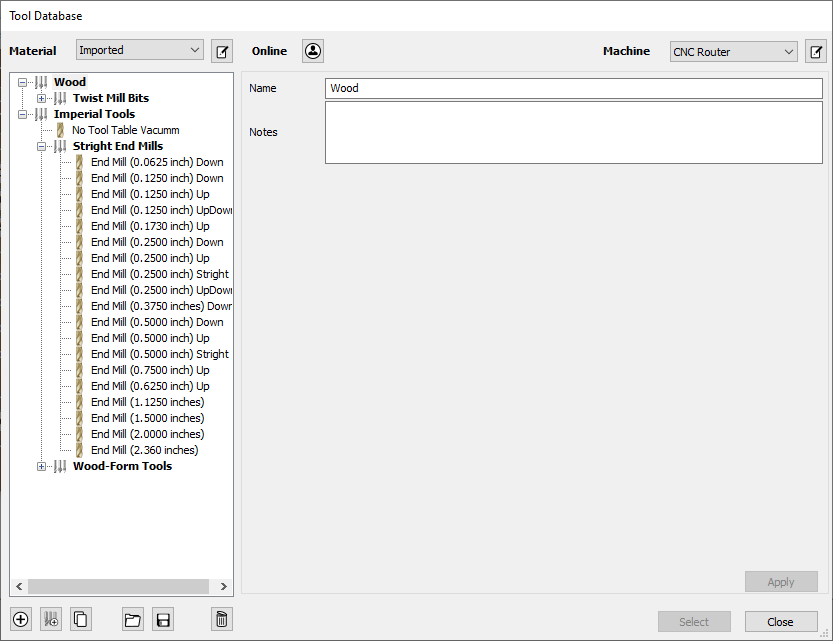 Tool Database
Material Imported Online Machine CNC Router
Wood
Twist Mill Bits
Imperial Tools
No Tool Table Vacumm
Stright End Mills
End Mill (0.0625 inch) Down
End Mill (0.1250 inch) Down
End Mill (0.1250 inch) Up
End Mill (0.1250 inch) UpDown
End Mill (0.1730 inch) Up
End Mill (0.2500 inch) Down
End Mill (0.2500 inch) Up
End Mill (0.2500 inch) Stright
End Mill (0.2500 inch) UpDown
End Mill (0.3750 inches) Down
End Mill (0.5000 inch) Down
End Mill (0.5000 inch) Up
End Mill (0.5000 inch) Stright
End Mill (0.7500 inch) Up
End Mill (0.6250 inch) Up
End Mill (1.1250 inches)
End Mill (1.5000 inches)
End Mill (2.0000 inches)
End Mill (2.360 inches)
Wood-Form Tools
Name Wood
Notes
Apply
Select Close